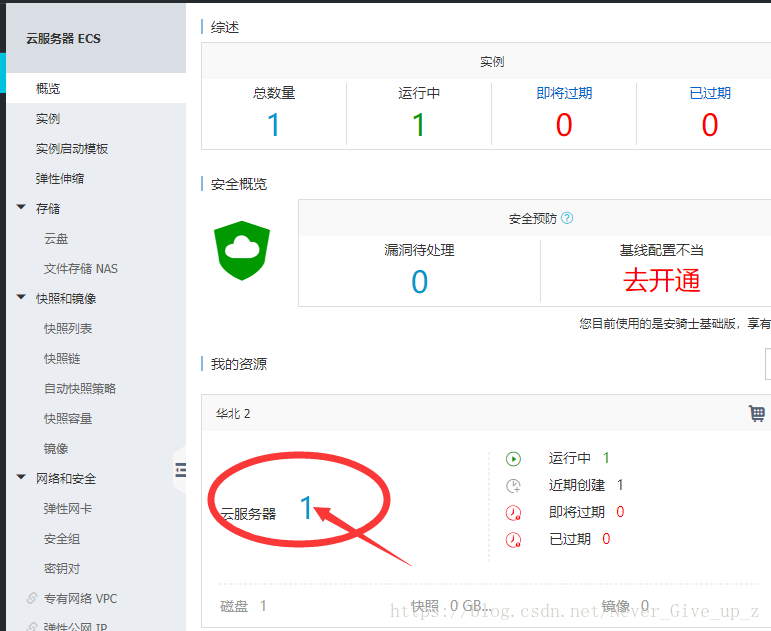 云服务器 ECS
概览
实例
实例启动模板
弹性伸缩
存储
云盘
文件存储 NAS
快照和镜像
快照列表
快照链
自动快照策略
快照容量
镜像
网络和安全
弹性网卡
安全组
密钥对
专有网络 VPC
弹性公网 IP
综述
实例
总数量 运行中 即将过期 已过期
1 1 0 0
安全概览
安全预防 ?
漏洞待处理 基线配置不当
0 去开通
您目前使用的是安骑士基础版，享有
我的资源
华北 2
云服务器 1
运行中 1
近期创建 1
即将过期 0
已过期 0
磁盘 1 快照 0 GB... 镜像 0
https://blog.csdn.net/Never_Give_up_z